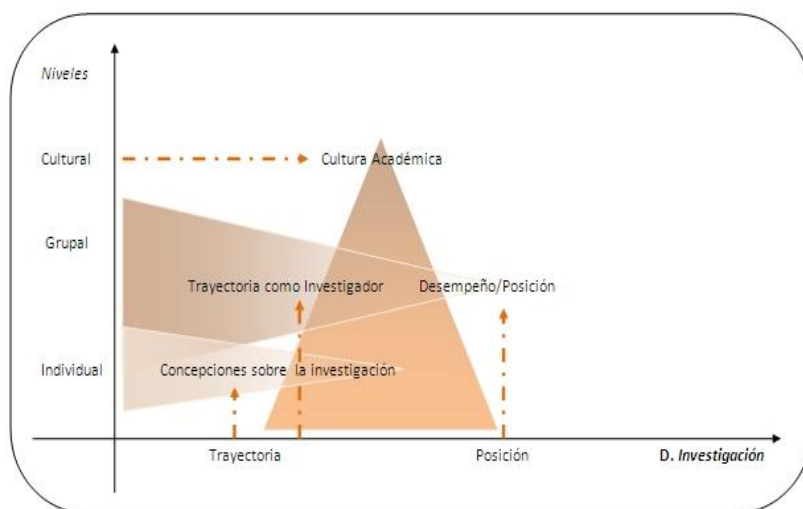 Niveles
Cultural
Cultura Académica
Grupal
Trayectoria como Investigador
Desempeño/Posición
Individual
Concepciones sobre la investigación
Trayectoria
Posición
D. Investigación